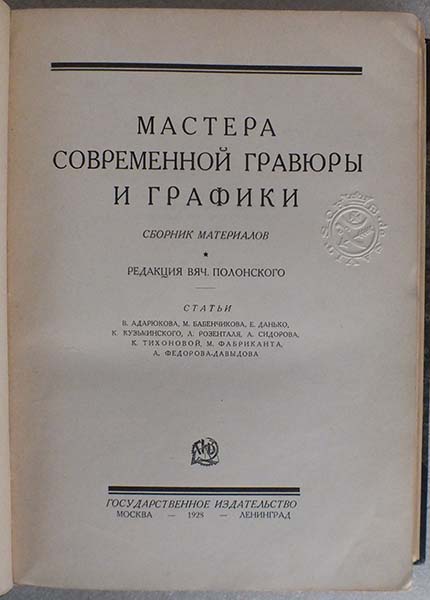 МАСТЕРА
СОВРЕМЕННОЙ ГРАВЮРЫ
И ГРАФИКИ
СБОРНИК МАТЕРИАЛОВ
★
РЕДАКЦИЯ ВЯЧ. ПОЛОНСКОГО
СТАТЬИ
В. АДАРЮКОВА, М. БАБЕНЧИКОВА, Е. ДАНЬКО,
К. КУЗЬМИНСКОГО, Л. РОЗЕНТАЛЯ, А. СИДОРОВА,
К. ТИХОНОВОЙ, М. ФАБРИКАНТА,
А. ФЕДОРОВА-ДАВЫДОВА
ГОСУДАРСТВЕННОЕ ИЗДАТЕЛЬСТВО
МОСКВА — 1928 — ЛЕНИНГРАД